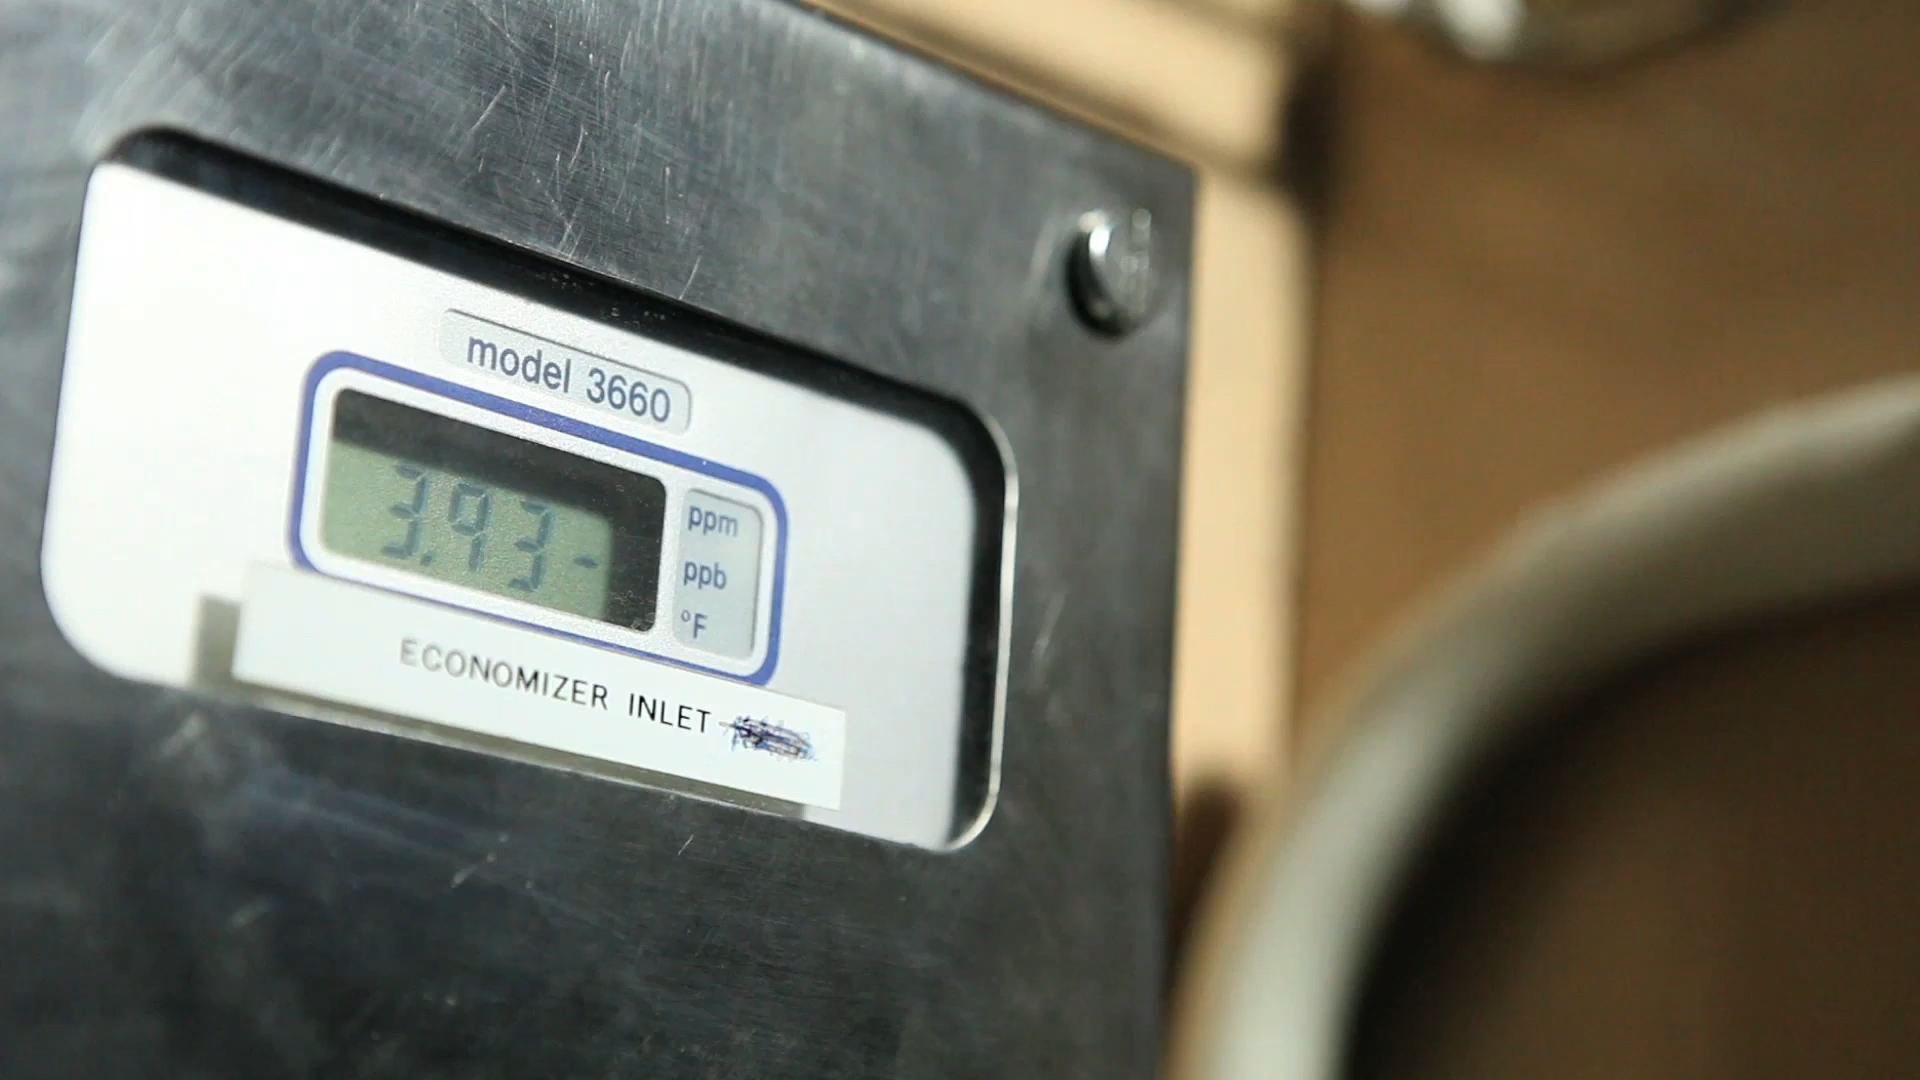 model 3660
3.93 -
ppm
ppb
°F
ECONOMIZER INLET